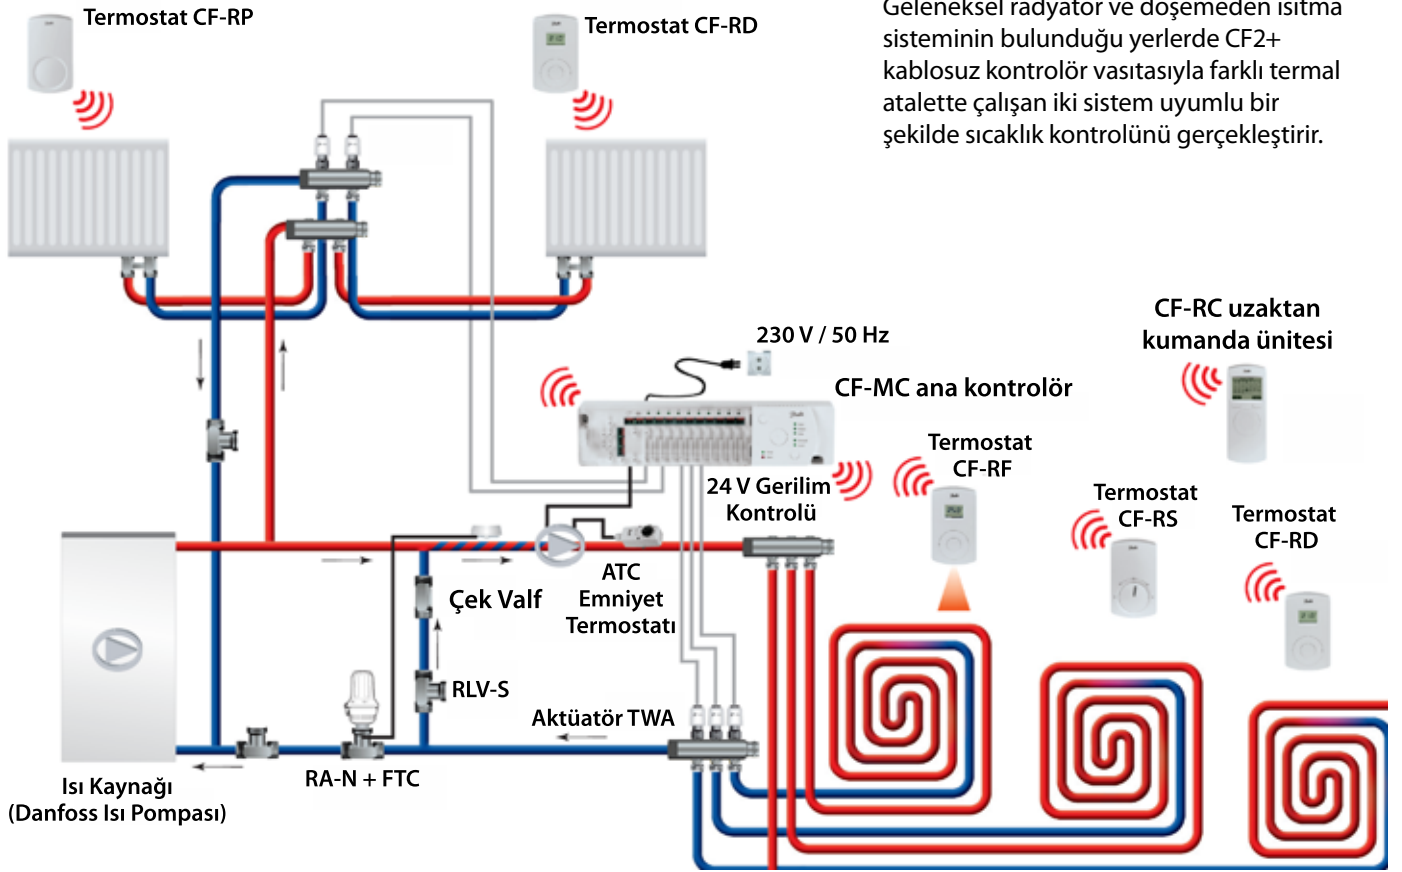 Termostat CF-RP
Termostat CF-RD
Geleneksel radyatör ve döşemeden ısıtma
sisteminin bulunduğu yerlerde CF2+
kablosuz kontrolör vasıtasıyla farklı termal
atalette çalışan iki sistem uyumlu bir
şekilde sıcaklık kontrolünü gerçekleştirir.
230 V / 50 Hz
CF-RC uzaktan
kumanda ünitesi
CF-MC ana kontrolör
Termostat
CF-RF
24 V Gerilim
Kontrolü
Termostat
CF-RS
Termostat
CF-RD
ATC
Emniyet
Termostatı
Çek Valf
RLV-S
Aktüatör TWA
RA-N + FTC
Isı Kaynağı
(Danfoss Isı Pompası)